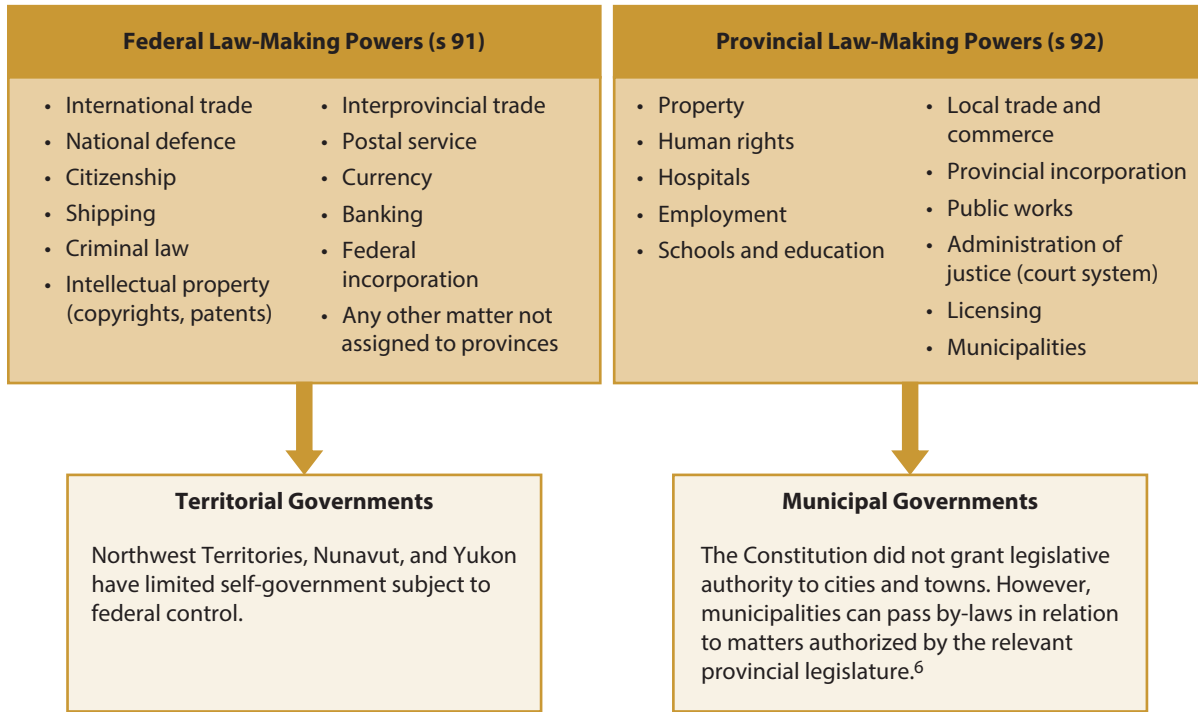 Federal Law-Making Powers (s 91)
• International trade
• National defence
• Citizenship
• Shipping
• Criminal law
• Intellectual property
(copyrights, patents)
• Interprovincial trade
• Postal service
• Currency
• Banking
• Federal
incorporation
• Any other matter not
assigned to provinces
Provincial Law-Making Powers (s 92)
• Property
• Human rights
• Hospitals
• Employment
• Schools and education
• Local trade and
commerce
• Provincial incorporation
• Public works
• Administration of
justice (court system)
• Licensing
• Municipalities
Territorial Governments
Northwest Territories, Nunavut, and Yukon
have limited self-government subject to
federal control.
Municipal Governments
The Constitution did not grant legislative
authority to cities and towns. However,
municipalities can pass by-laws in relation
to matters authorized by the relevant
provincial legislature.6